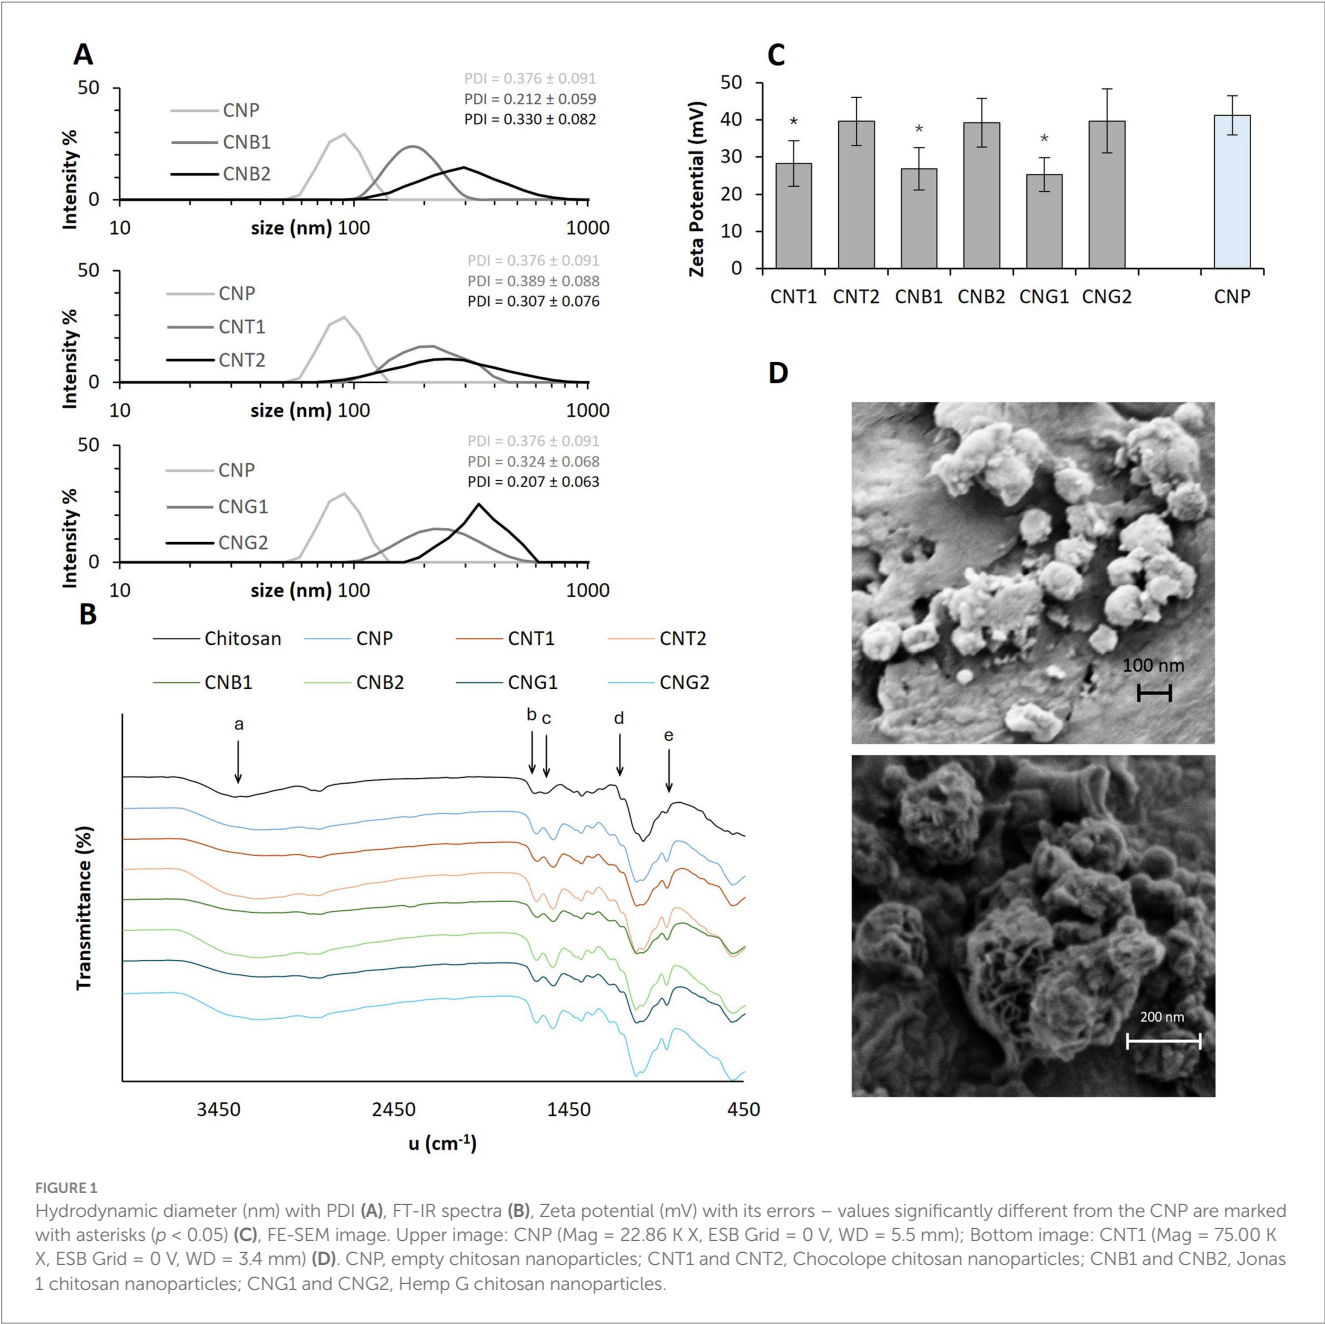 A
50
Intensity %
0
CNP
CNB1
CNB2
PDI = 0.376 ± 0.091
PDI = 0.212 ± 0.059
PDI = 0.330 ± 0.082
10
size (nm)
100
1000
50
Intensity %
0
CNP
CNT1
CNT2
PDI = 0.376 ± 0.091
PDI = 0.389 ± 0.088
PDI = 0.307 ± 0.076
10
size (nm)
100
1000
50
Intensity %
0
CNP
CNG1
CNG2
PDI = 0.376 ± 0.091
PDI = 0.324 ± 0.068
PDI = 0.207 ± 0.063
10
size (nm)
100
1000
B
Chitosan CNP CNT1 CNT2
CNB1 CNB2 CNG1 CNG2
a b c d e
Transmittance (%)
3450 2450 1450 450
u (cm⁻¹)
C
Zeta Potential (mV)
50
40
30
20
10
0
* * *
CNT1 CNT2 CNB1 CNB2 CNG1 CNG2 CNP
D
100 nm
200 nm
FIGURE 1
Hydrodynamic diameter (nm) with PDI (A), FT-IR spectra (B), Zeta potential (mV) with its errors – values significantly different from the CNP are marked
with asterisks (p < 0.05) (C), FE-SEM image. Upper image: CNP (Mag = 22.86 K X, ESB Grid = 0 V, WD = 5.5 mm); Bottom image: CNT1 (Mag = 75.00 K
X, ESB Grid = 0 V, WD = 3.4 mm) (D). CNP, empty chitosan nanoparticles; CNT1 and CNT2, Chocolope chitosan nanoparticles; CNB1 and CNB2, Jonas
1 chitosan nanoparticles; CNG1 and CNG2, Hemp G chitosan nanoparticles.